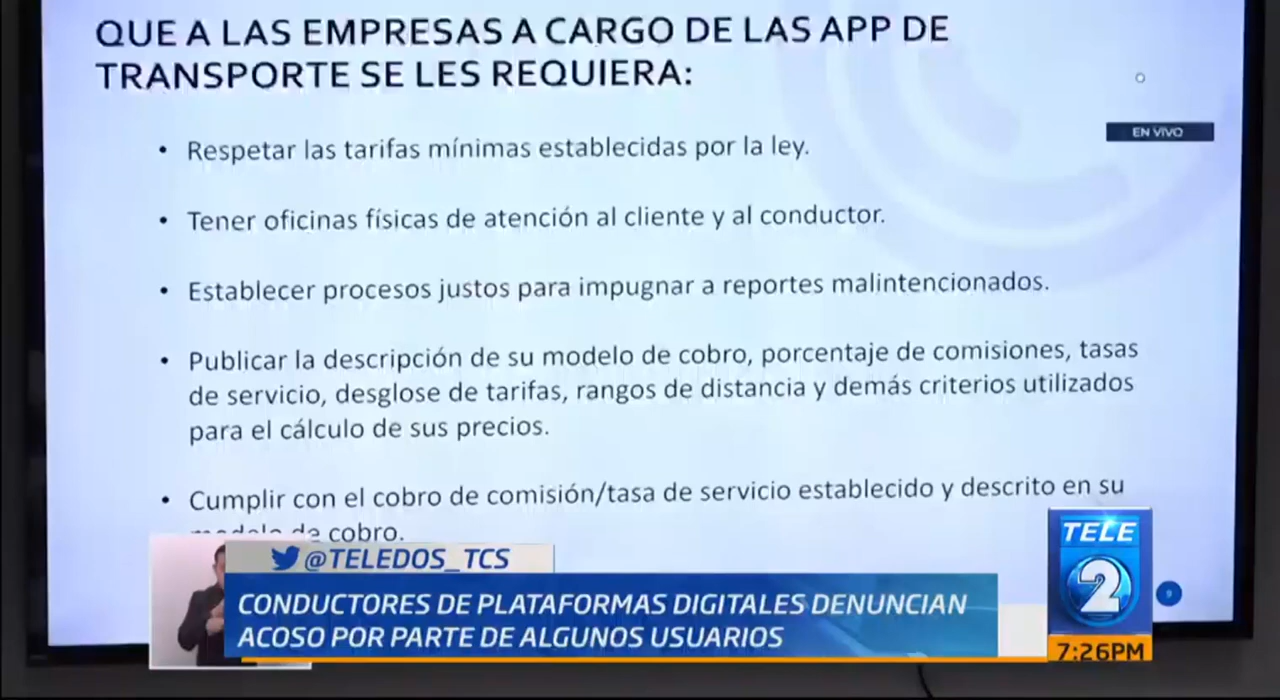 QUE A LAS EMPRESAS A CARGO DE LAS APP DE
TRANSPORTE SE LES REQUIERA:
EN VIVO
• Respetar las tarifas mínimas establecidas por la ley.
• Tener oficinas físicas de atención al cliente y al conductor.
• Establecer procesos justos para impugnar a reportes malintencionados.
• Publicar la descripción de su modelo de cobro, porcentaje de comisiones, tasas
de servicio, desglose de tarifas, rangos de distancia y demás criterios utilizados
para el cálculo de sus precios.
• Cumplir con el cobro de comisión/tasa de servicio establecido y descrito en su
modelo de cobro.
@TELEDOS_TCS
CONDUCTORES DE PLATAFORMAS DIGITALES DENUNCIAN
ACOSO POR PARTE DE ALGUNOS USUARIOS
TELE
2
9
7:26PM